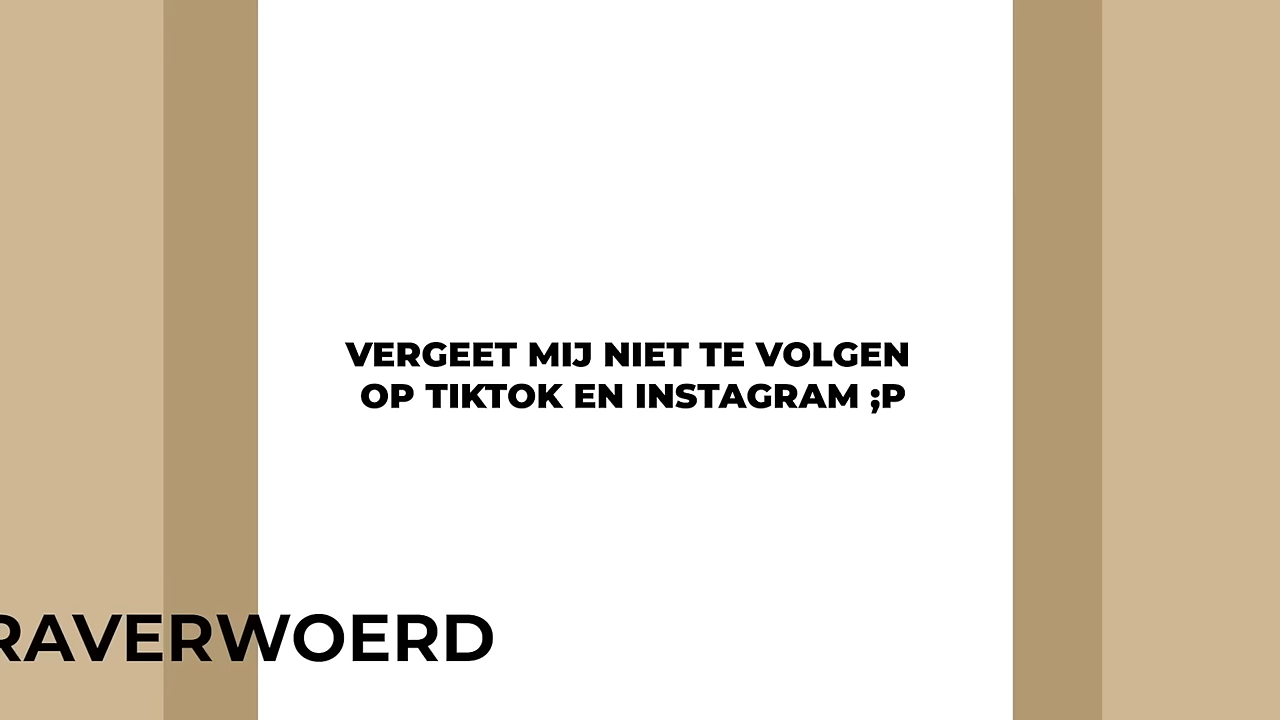 VERGEET MIJ NIET TE VOLGEN
OP TIKTOK EN INSTAGRAM ;P
RAVERWOERD